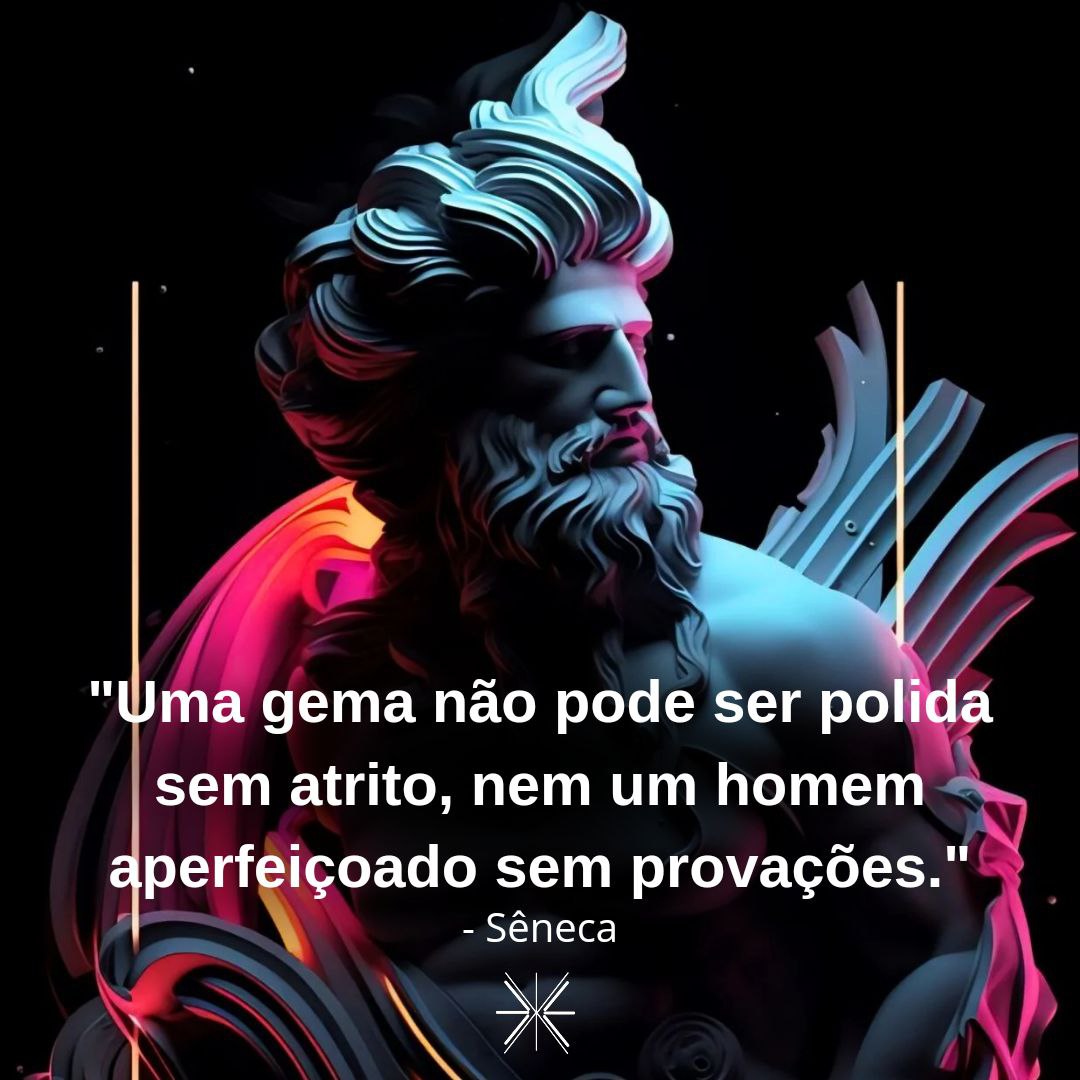 "Uma gema não pode ser polida
sem atrito, nem um homem
aperfeiçoado sem provações."
- Sêneca